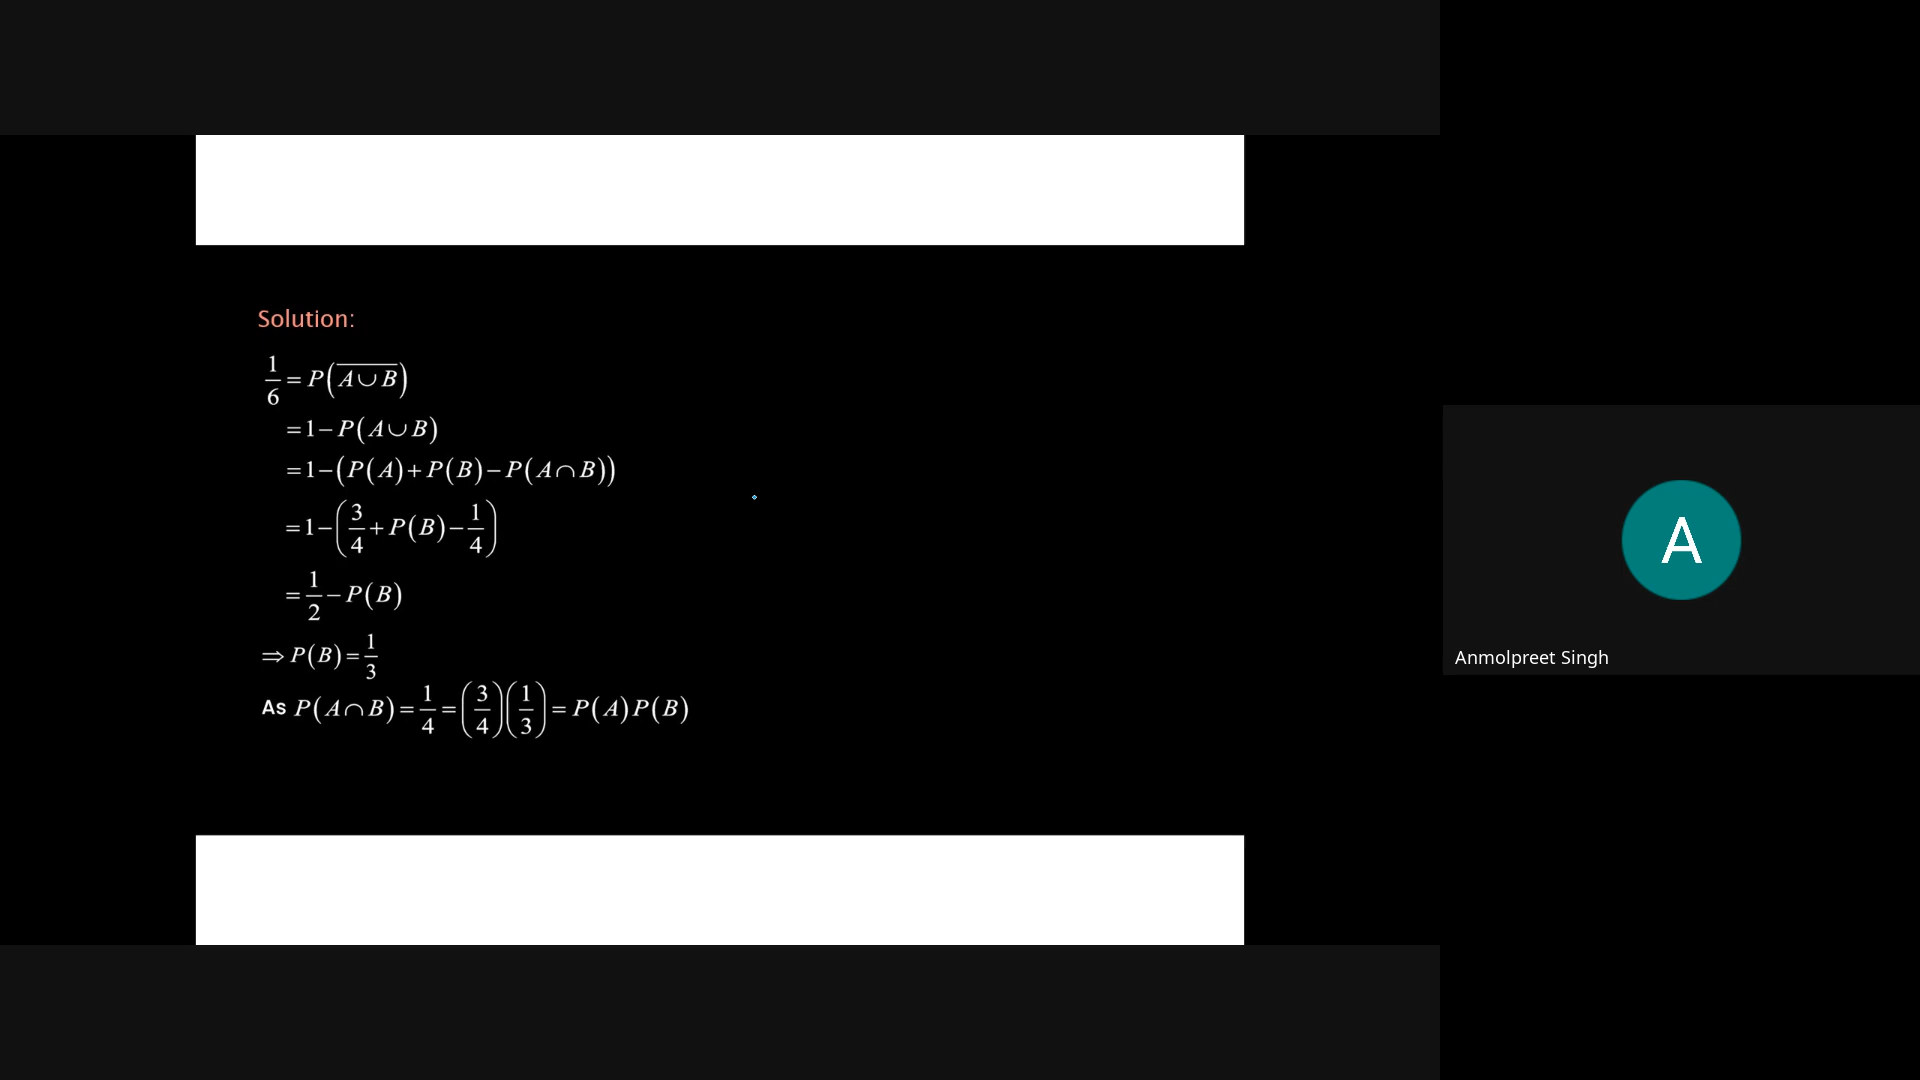 Solution:
1/6 = P(\overline{A∪B})
=1−P(A∪B)
=1−(P(A)+P(B)−P(A∩B))
=1−(3/4+P(B)−1/4)
=1/2−P(B)
⇒P(B)=1/3
As P(A∩B)=1/4=(3/4)(1/3)=P(A)P(B)
A
Anmolpreet Singh